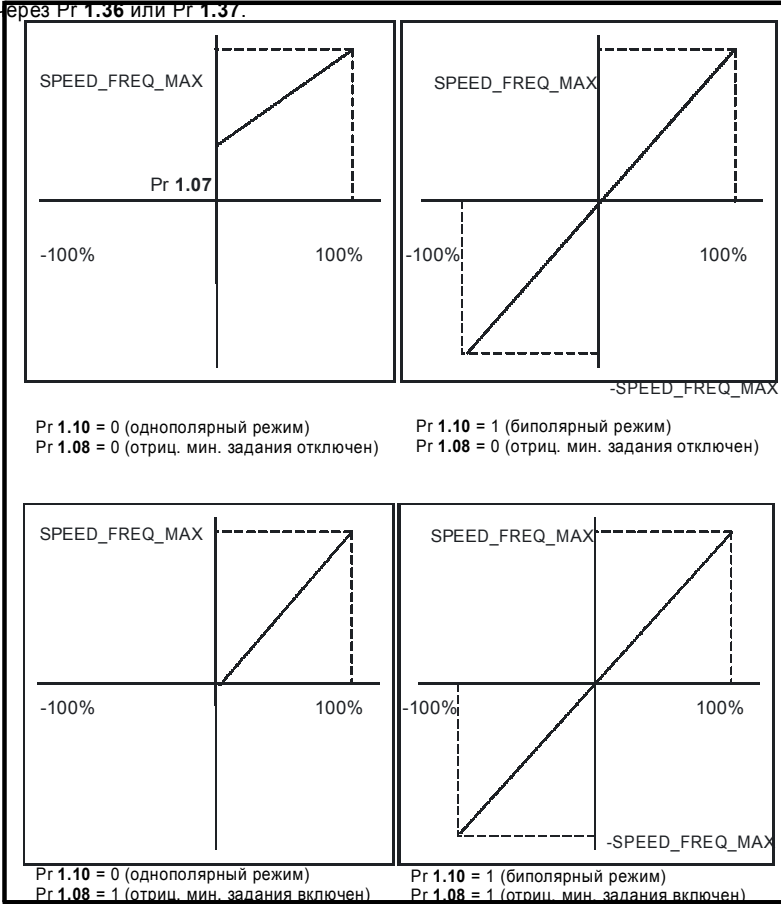 через Pr 1.36 или Pr 1.37.
SPEED_FREQ_MAX
Pr 1.07
-100%
100%
SPEED_FREQ_MAX
-100%
100%
-SPEED_FREQ_MAX
Pr 1.10 = 0 (однополярный режим)
Pr 1.08 = 0 (отриц. мин. задания отключен)
Pr 1.10 = 1 (биполярный режим)
Pr 1.08 = 0 (отриц. мин. задания отключен)
SPEED_FREQ_MAX
-100%
100%
SPEED_FREQ_MAX
-100%
100%
-SPEED_FREQ_MAX
Pr 1.10 = 0 (однополярный режим)
Pr 1.08 = 1 (отриц. мин. задания включен)
Pr 1.10 = 1 (биполярный режим)
Pr 1.08 = 1 (отриц. мин. задания включен)